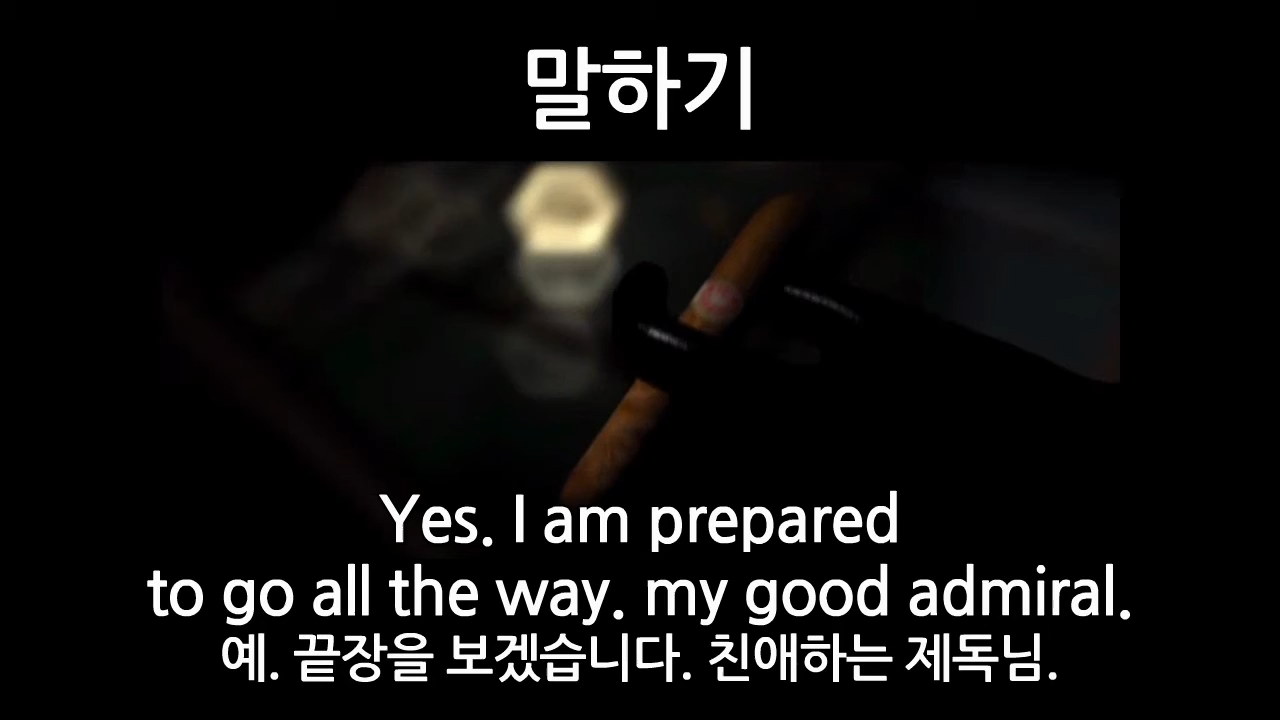 말하기
Yes. I am prepared
to go all the way. my good admiral.
예. 끝장을 보겠습니다. 친애하는 제독님.